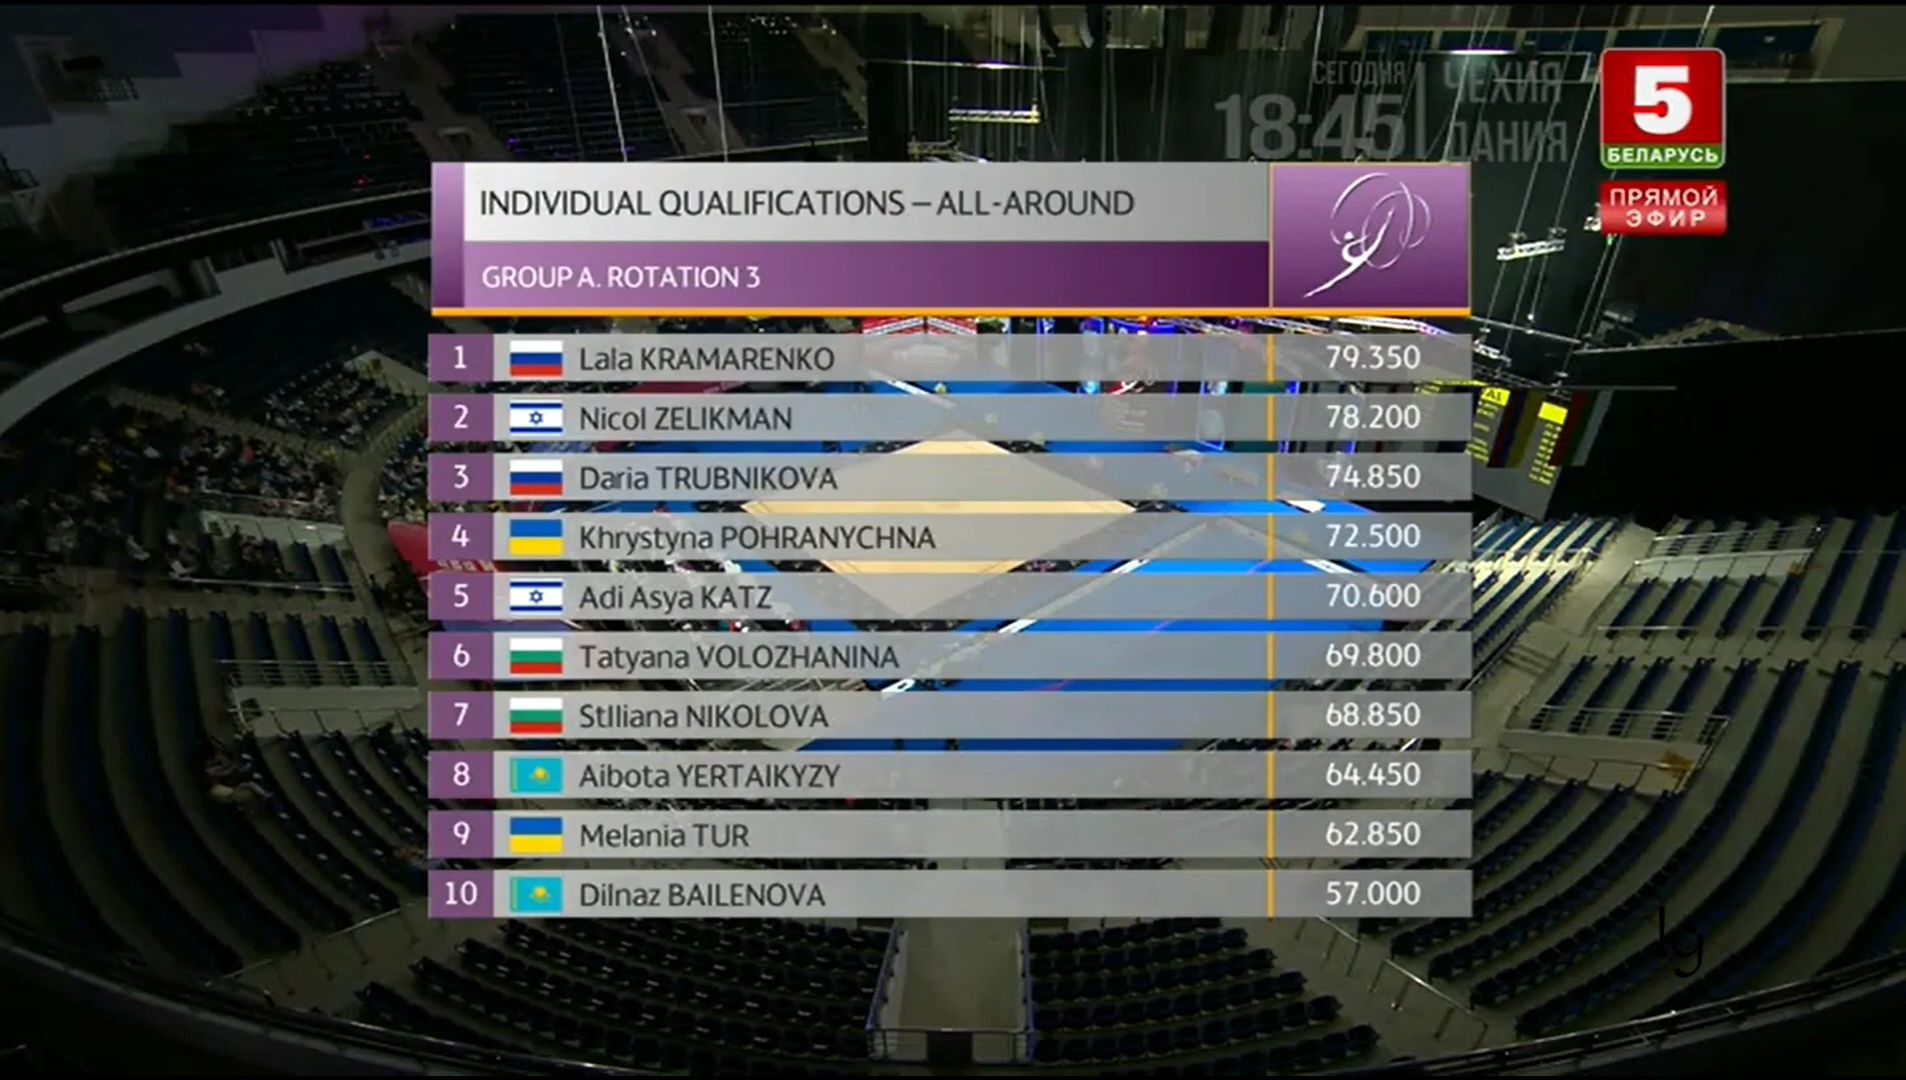 СЕГОДНЯ
18:45
ЧЕХИЯ
ДАНИЯ
5
БЕЛАРУСЬ
ПРЯМОЙ
ЭФИР
INDIVIDUAL QUALIFICATIONS – ALL-AROUND
GROUP A. ROTATION 3
1 Lala KRAMARENKO 79.350
2 Nicol ZELIKMAN 78.200
3 Daria TRUBNIKOVA 74.850
4 Khrystyna POHRANYCHNA 72.500
5 Adi Asya KATZ 70.600
6 Tatyana VOLOZHANINA 69.800
7 Stlliana NIKOLOVA 68.850
8 Aibota YERTAIKYZY 64.450
9 Melania TUR 62.850
10 Dilnaz BAILENOVA 57.000
ly